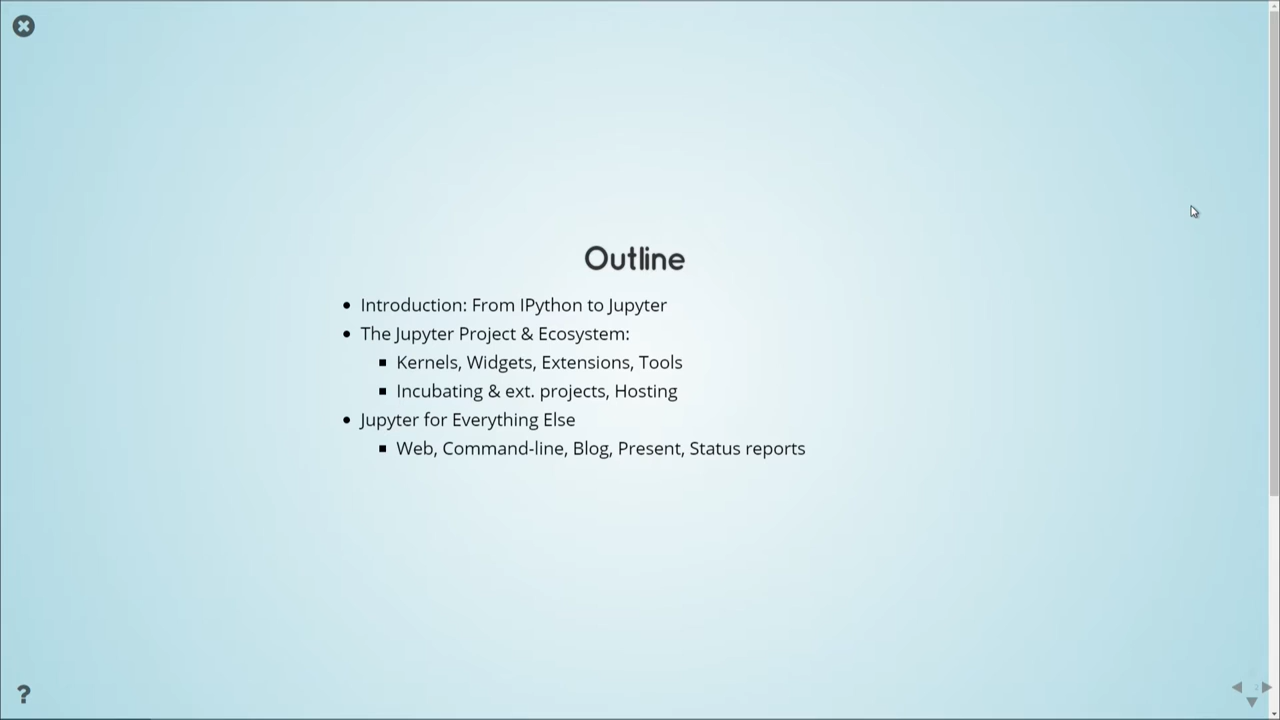 Outline
Introduction: From IPython to Jupyter
The Jupyter Project & Ecosystem:
Kernels, Widgets, Extensions, Tools
Incubating & ext. projects, Hosting
Jupyter for Everything Else
Web, Command-line, Blog, Present, Status reports
?
2